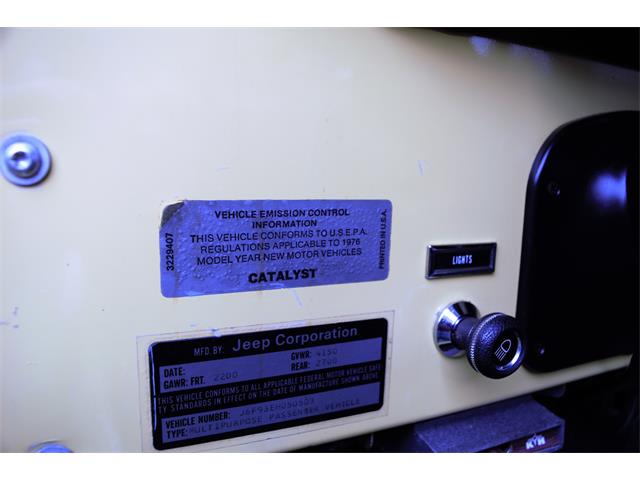 VEHICLE EMISSION CONTROL
INFORMATION
THIS VEHICLE CONFORMS TO U.S.E.P.A.
REGULATIONS APPLICABLE TO 1976
MODEL YEAR NEW MOTOR VEHICLES
CATALYST
3229407
PRINTED IN U.S.A.
LIGHTS
MFD. BY: Jeep Corporation
DATE: GVWR: 4150
GAWR: FRT. 2200 REAR: 2700
THIS VEHICLE CONFORMS TO ALL APPLICABLE FEDERAL MOTOR VEHICLE SAFE
TY STANDARDS IN EFFECT ON THE DATE OF MANUFACTURE SHOWN ABOVE
VEHICLE NUMBER:
TYPE: MULTIPURPOSE PASSENGER VEHICLE